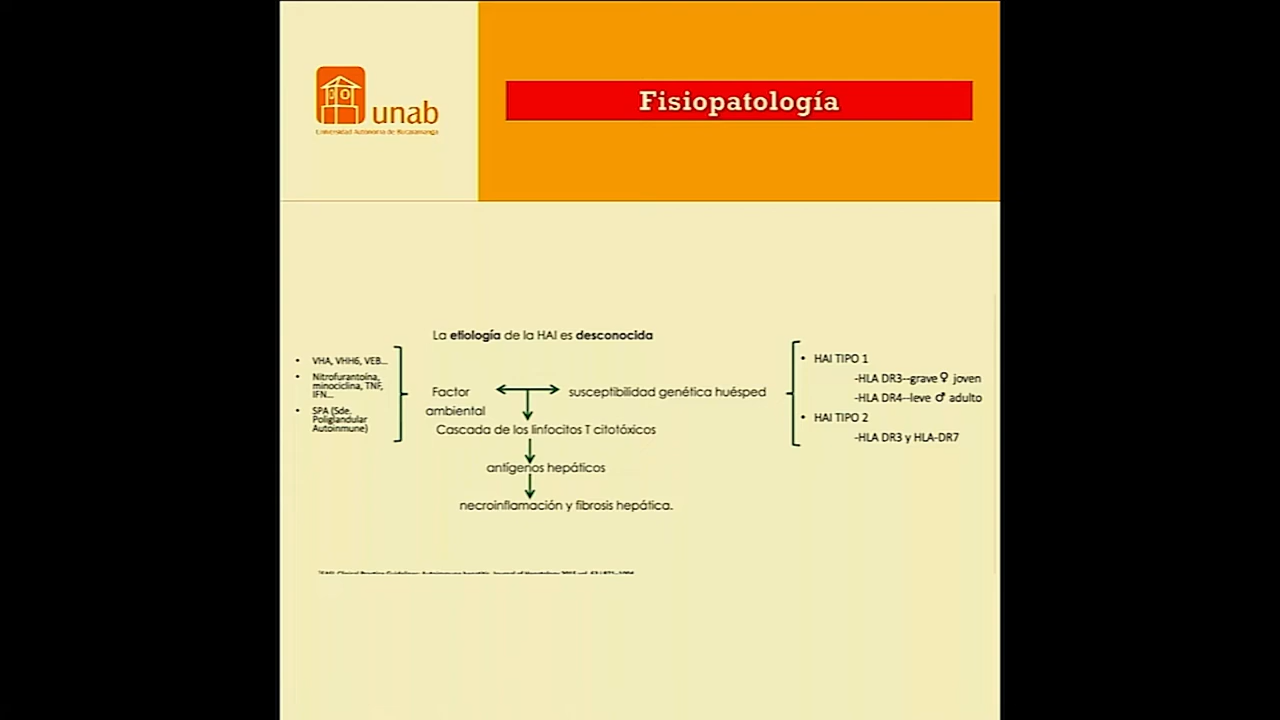 unab
Universidad Autónoma de Bucaramanga
Fisiopatología
La etiología de la HAI es desconocida
• VHA, VHH6, VEB...
• Nitrofurantoína,
minociclina, TNF,
IFN...
• SPA (Sde.
Poliglandular
Autoinmune)
Factor
ambiental
susceptibilidad genética huésped
Cascada de los linfocitos T citotóxicos
antígenos hepáticos
necroinflamación y fibrosis hepática.
• HAI TIPO 1
-HLA DR3--grave ♀ joven
-HLA DR4--leve ♂ adulto
• HAI TIPO 2
-HLA DR3 y HLA-DR7